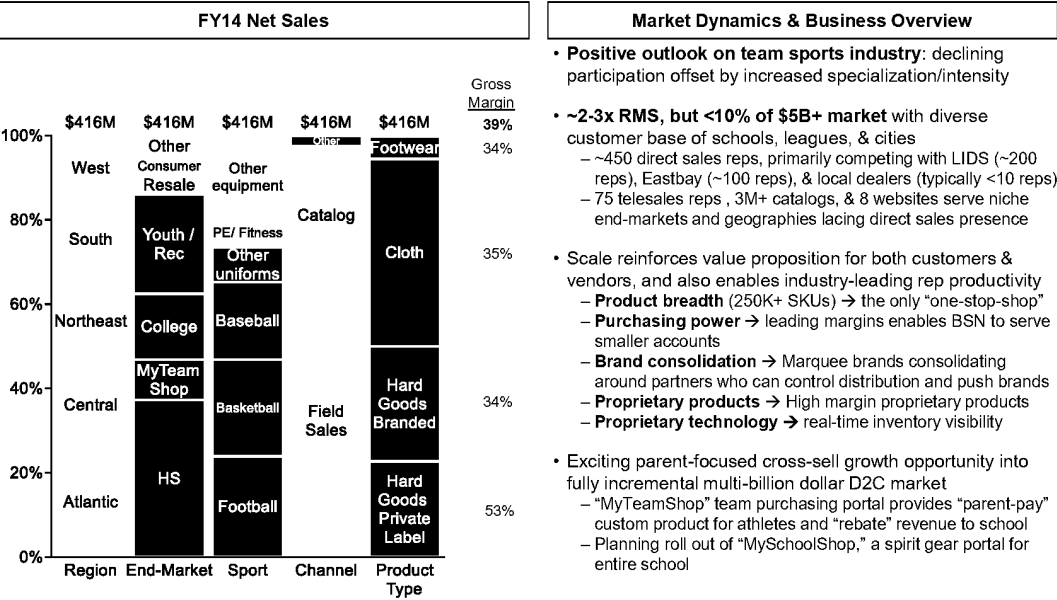 FY14 Net Sales
Gross
Margin
$416M $416M $416M $416M $416M 39%
100%
80%
60%
40%
20%
0%
West
South
Northeast
Central
Atlantic
Other
Consumer
Resale
Youth /
Rec
College
MyTeam
Shop
HS
Other
equipment
PE/ Fitness
Other
uniforms
Baseball
Basketball
Football
Other
Catalog
Field
Sales
Footwear
Cloth
Hard
Goods
Branded
Hard
Goods
Private
Label
34%
35%
34%
53%
Region End-Market Sport Channel Product
Type
Market Dynamics & Business Overview
• Positive outlook on team sports industry: declining
participation offset by increased specialization/intensity
• ~2-3x RMS, but <10% of $5B+ market with diverse
customer base of schools, leagues, & cities
– ~450 direct sales reps, primarily competing with LIDS (~200
reps), Eastbay (~100 reps), & local dealers (typically <10 reps)
– 75 telesales reps , 3M+ catalogs, & 8 websites serve niche
end-markets and geographies lacing direct sales presence
• Scale reinforces value proposition for both customers &
vendors, and also enables industry-leading rep productivity
– Product breadth (250K+ SKUs) → the only “one-stop-shop”
– Purchasing power → leading margins enables BSN to serve
smaller accounts
– Brand consolidation → Marquee brands consolidating
around partners who can control distribution and push brands
– Proprietary products → High margin proprietary products
– Proprietary technology → real-time inventory visibility
• Exciting parent-focused cross-sell growth opportunity into
fully incremental multi-billion dollar D2C market
– “MyTeamShop” team purchasing portal provides “parent-pay”
custom product for athletes and “rebate” revenue to school
– Planning roll out of “MySchoolShop,” a spirit gear portal for
entire school